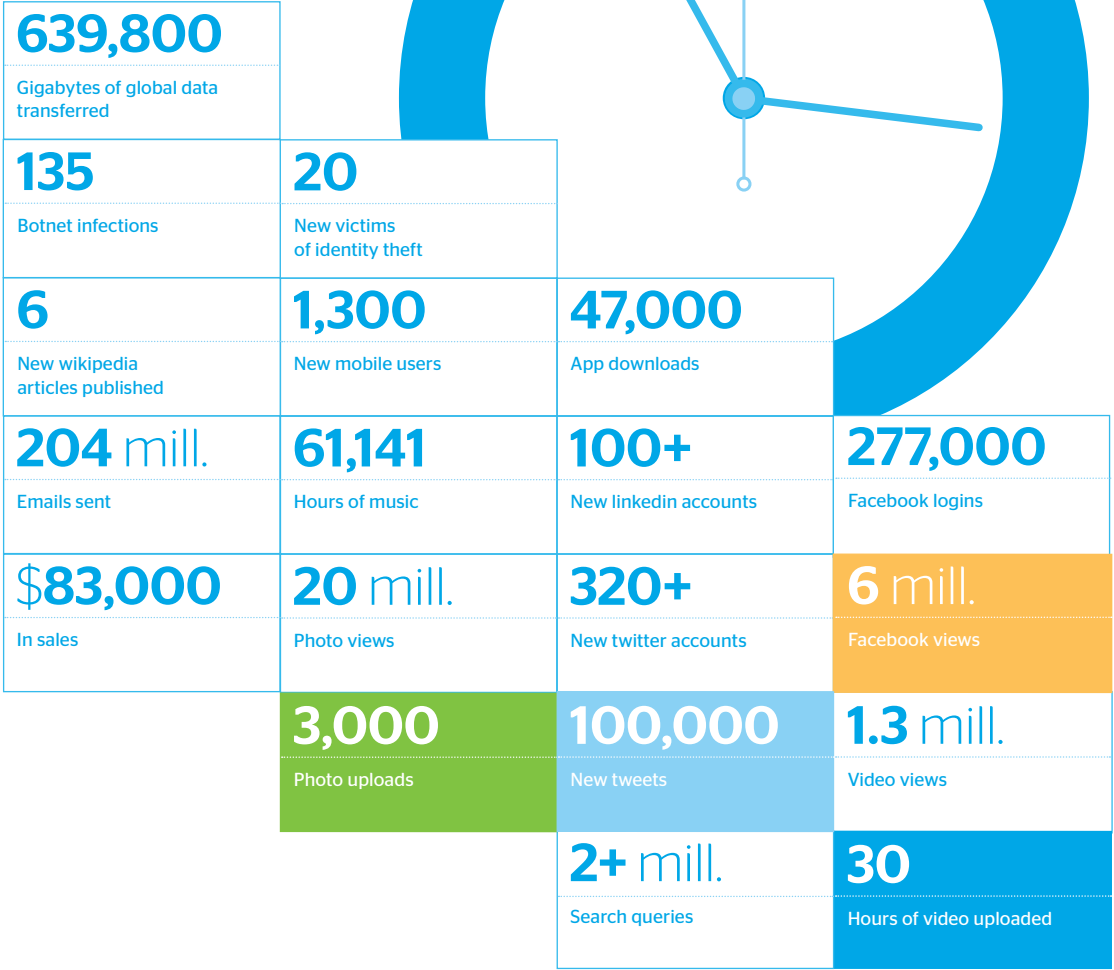 639,800
Gigabytes of global data
transferred
135
Botnet infections
20
New victims
of identity theft
6
New wikipedia
articles published
1,300
New mobile users
47,000
App downloads
204 mill.
Emails sent
61,141
Hours of music
100+
New linkedin accounts
277,000
Facebook logins
$83,000
In sales
20 mill.
Photo views
320+
New twitter accounts
6 mill.
Facebook views
3,000
Photo uploads
100,000
New tweets
1.3 mill.
Video views
2+ mill.
Search queries
30
Hours of video uploaded